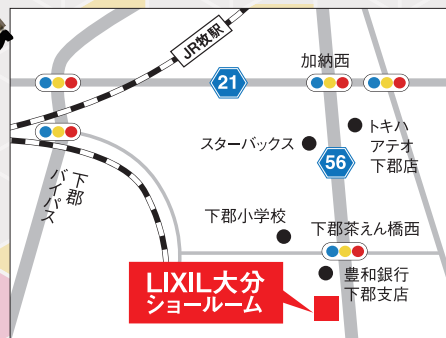 JR牧駅
加納西
21
スターバックス
トキハ
アテオ
下郡店
56
下郡
バイパス
下郡小学校
下郡茶えん橋西
LIXIL大分
ショールーム
豊和銀行
下郡支店